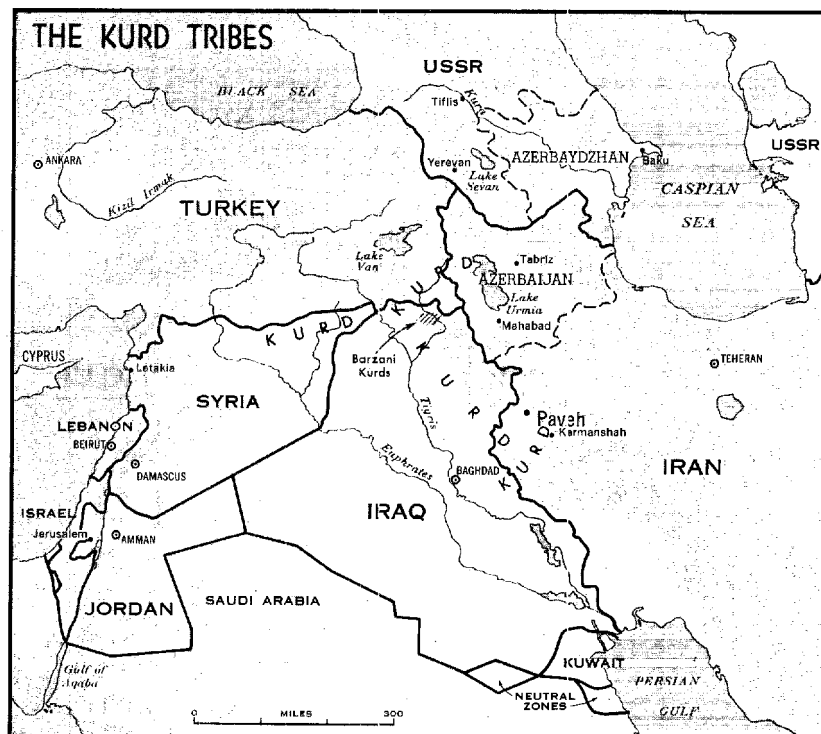 THE KURD TRIBES
USSR
BLACK SEA
Tiflis
Kura
USSR
ANKARA
AZERBAYDZHAN
Baku
Yerevan
Lake
Sevan
Kizil Irmak
CASPIAN
SEA
TURKEY
Lake
Van
Tabriz
KURD
AZERBAIJAN
Lake
Urmia
Mahabad
KURD
CYPRUS
Latakia
Barzani
Kurds
TEHERAN
KURD
SYRIA
Tigris
LEBANON
BEIRUT
Paveh
Karmanshah
KUR
DAMASCUS
Euphrates
BAGHDAD
IRAN
ISRAEL
Jerusalem
AMMAN
IRAQ
JORDAN
SAUDI ARABIA
Gulf of
Aqaba
KUWAIT
PERSIAN
GULF
NEUTRAL
ZONES
0 300
MILES